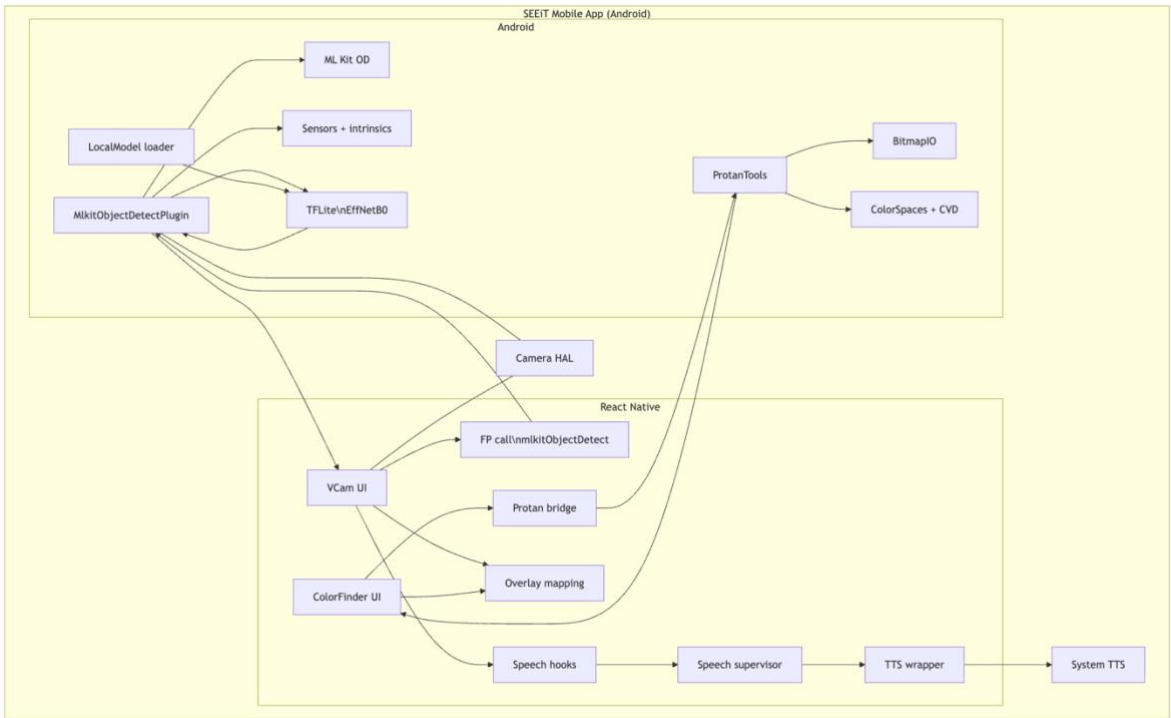 SEEiT Mobile App (Android)
Android
ML Kit OD
Sensors + intrinsics
LocalModel loader
BitmapIO
ProtanTools
MlkitObjectDetectPlugin
TFLite\nEffNetB0
ColorSpaces + CVD
Camera HAL
React Native
FP call\nmlkitObjectDetect
VCam UI
Protan bridge
Overlay mapping
ColorFinder UI
Speech hooks
Speech supervisor
TTS wrapper
System TTS